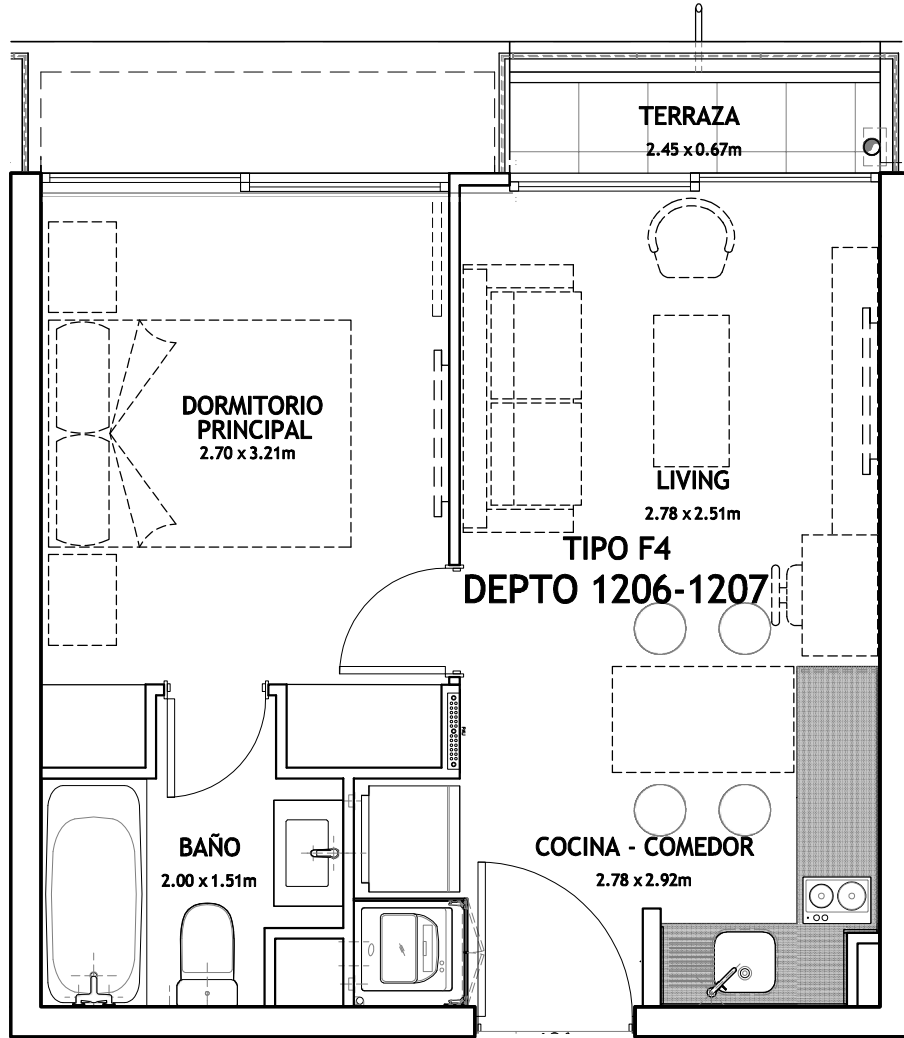 TERRAZA
2.45 x 0.67m
DORMITORIO
PRINCIPAL
2.70 x 3.21m
LIVING
2.78 x 2.51m
TIPO F4
DEPTO 1206-1207
BAÑO
2.00 x 1.51m
COCINA - COMEDOR
2.78 x 2.92m